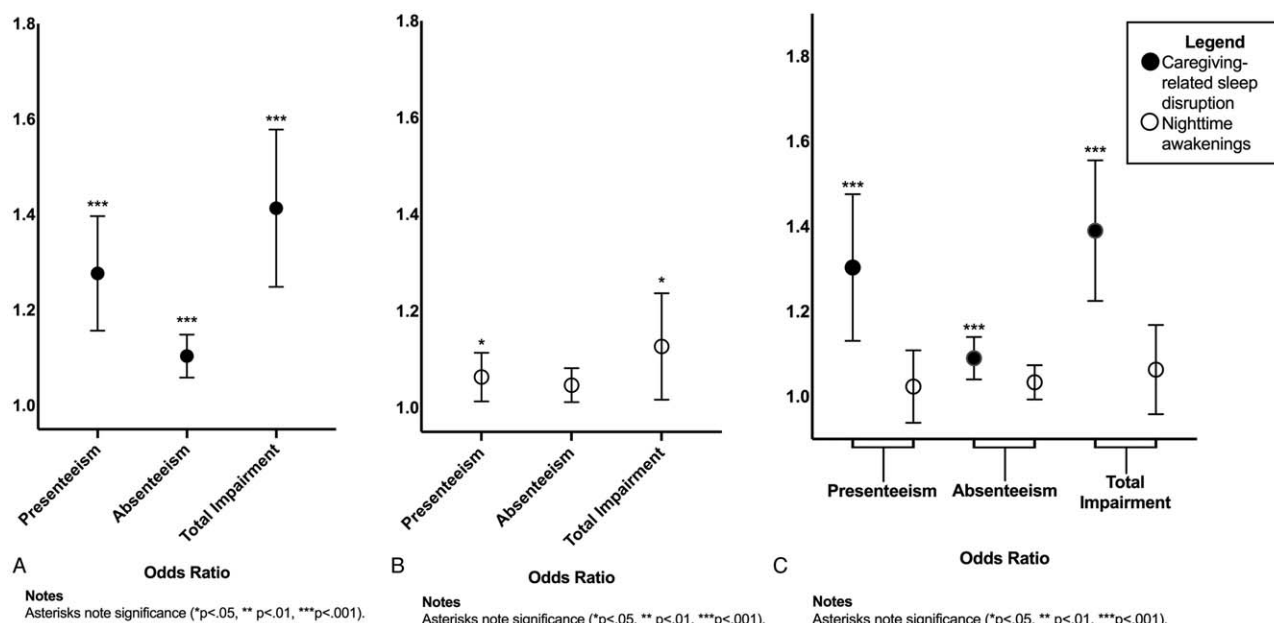 1.8
1.6
1.4
1.2
1.0
***
***
***
Presenteeism
Absenteeism
Total Impairment
A
Odds Ratio
Notes
Asterisks note significance (*p<.05, ** p<.01, ***p<.001).
1.8
1.6
1.4
1.2
1.0
*
*
Presenteeism
Absenteeism
Total Impairment
B
Odds Ratio
Notes
Asterisks note significance (*p<.05, ** p<.01, ***p<.001).
Legend
Caregiving-
related sleep
disruption
Nighttime
awakenings
1.8
1.6
1.4
1.2
1.0
***
***
***
Presenteeism
Absenteeism
Total
Impairment
C
Odds Ratio
Notes
Asterisks note significance (*p<.05, ** p<.01, ***p<.001).